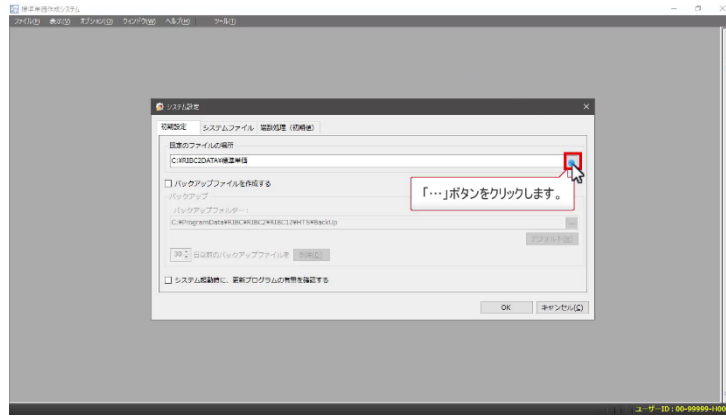 標準単価作成システム
ファイル(F) 表示(V) オプション(O) ウィンドウ(W) ヘルプ(H) ツール(T)
システム設定
初期設定 システムファイル 端数処理（初期値）
既定のファイルの場所
C:¥RIBC2DATA¥標準単価
「…」ボタンをクリックします。
バックアップファイルを作成する
バックアップ
バックアップフォルダー：
C:¥ProgramData¥RIBC¥RIBC2¥RIBC12¥HTS¥BackUp
...
30 日以前のバックアップファイルを
システム起動時に、更新プログラムの有無を確認する
OK キャンセル(C)
ユーザーID：00-99999-H00